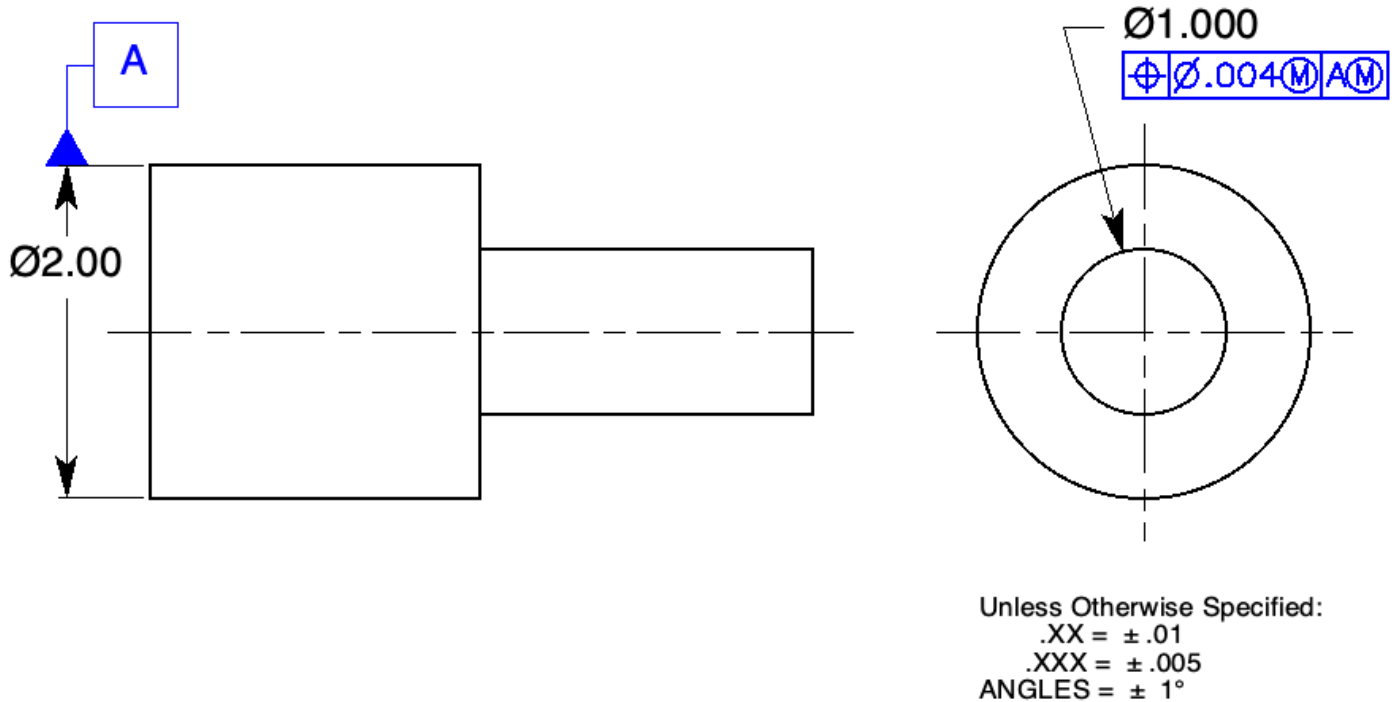 A
Ø2.00
Ø1.000
⌖ Ø.004Ⓜ AⓂ
Unless Otherwise Specified:
.XX = ±.01
.XXX = ±.005
ANGLES = ± 1°